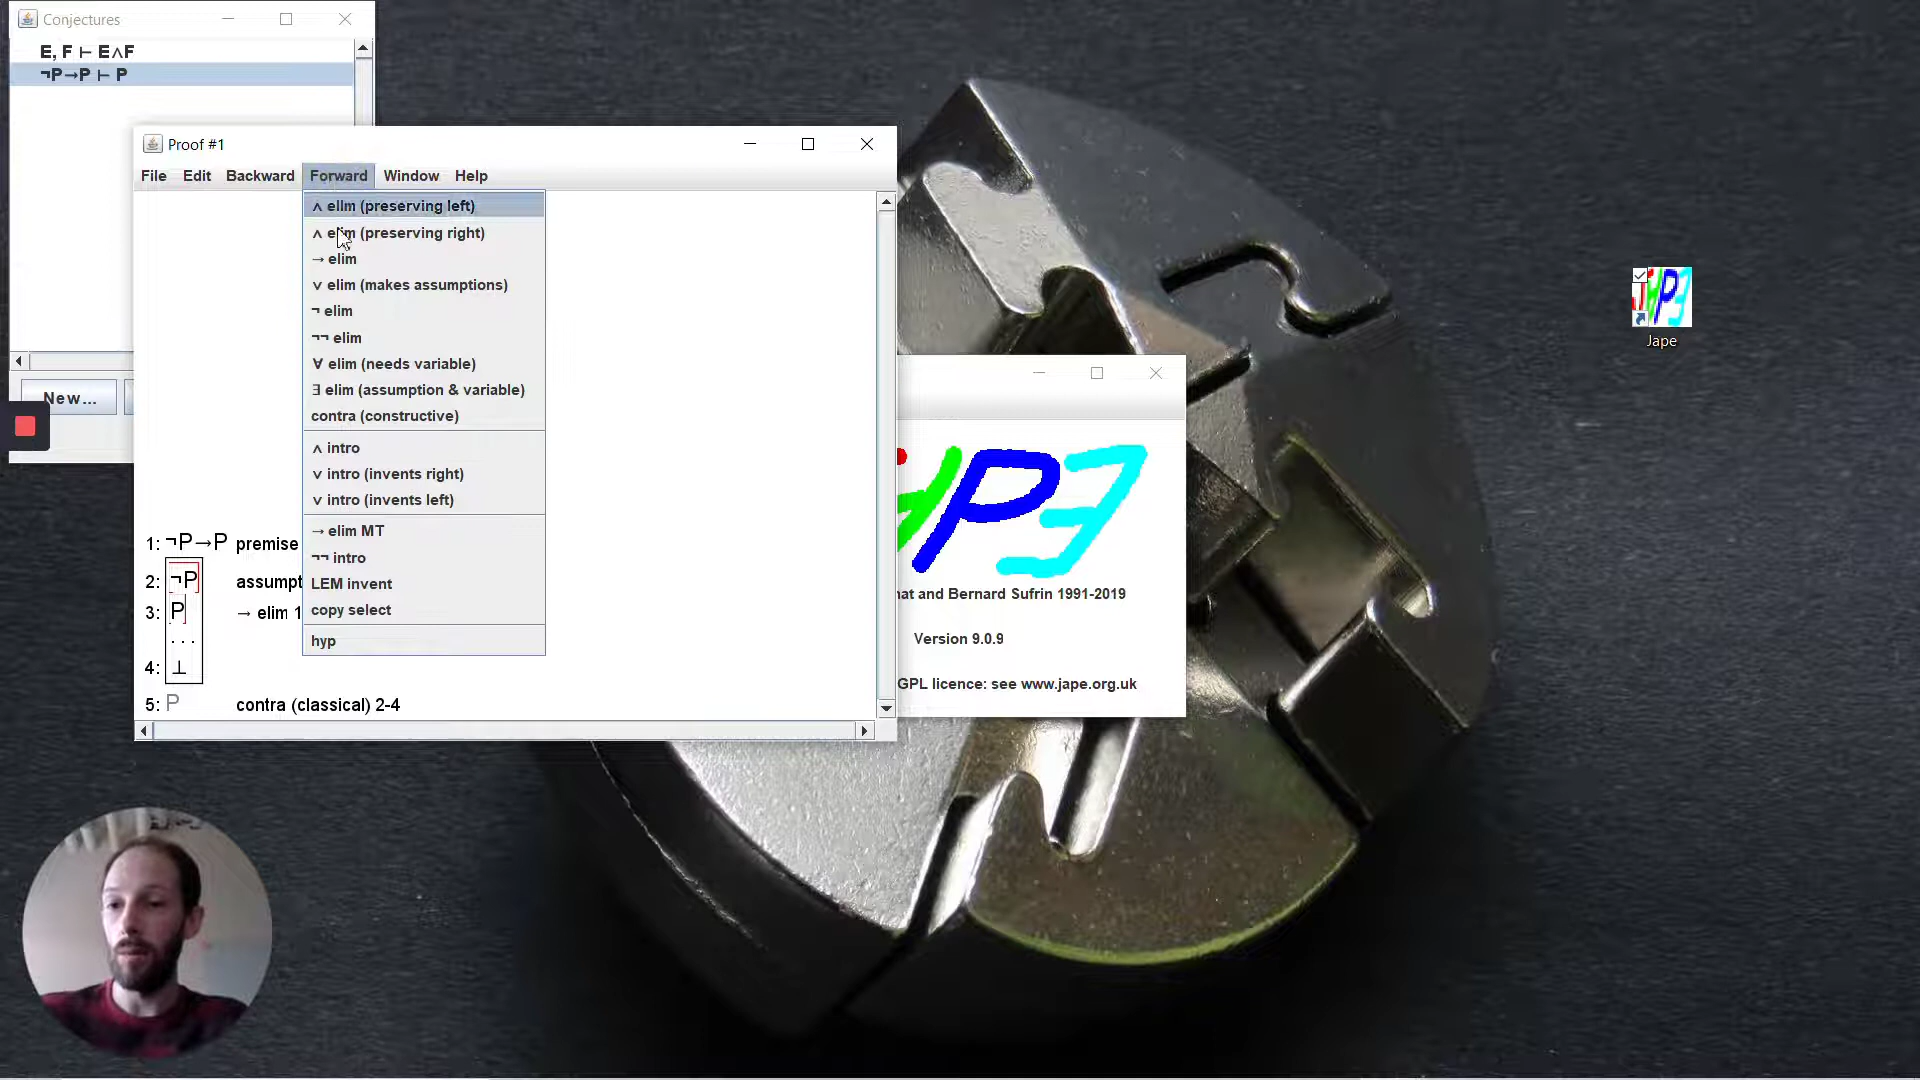 Conjectures
E, F ⊢ E∧F
¬P→P ⊢ P
New...
Proof #1
File Edit Backward Forward Window Help
∧ elim (preserving left)
∧ elim (preserving right)
→ elim
∨ elim (makes assumptions)
¬ elim
¬¬ elim
∀ elim (needs variable)
∃ elim (assumption & variable)
contra (constructive)
∧ intro
∨ intro (invents right)
∨ intro (invents left)
→ elim MT
¬¬ intro
LEM invent
copy select
hyp
1: ¬P→P premise
2: ¬P assumpt
3: P → elim 1
...
4: ⊥
5: P contra (classical) 2-4
nat and Bernard Sufrin 1991-2019
Version 9.0.9
GPL licence: see www.jape.org.uk
JAPE
Jape